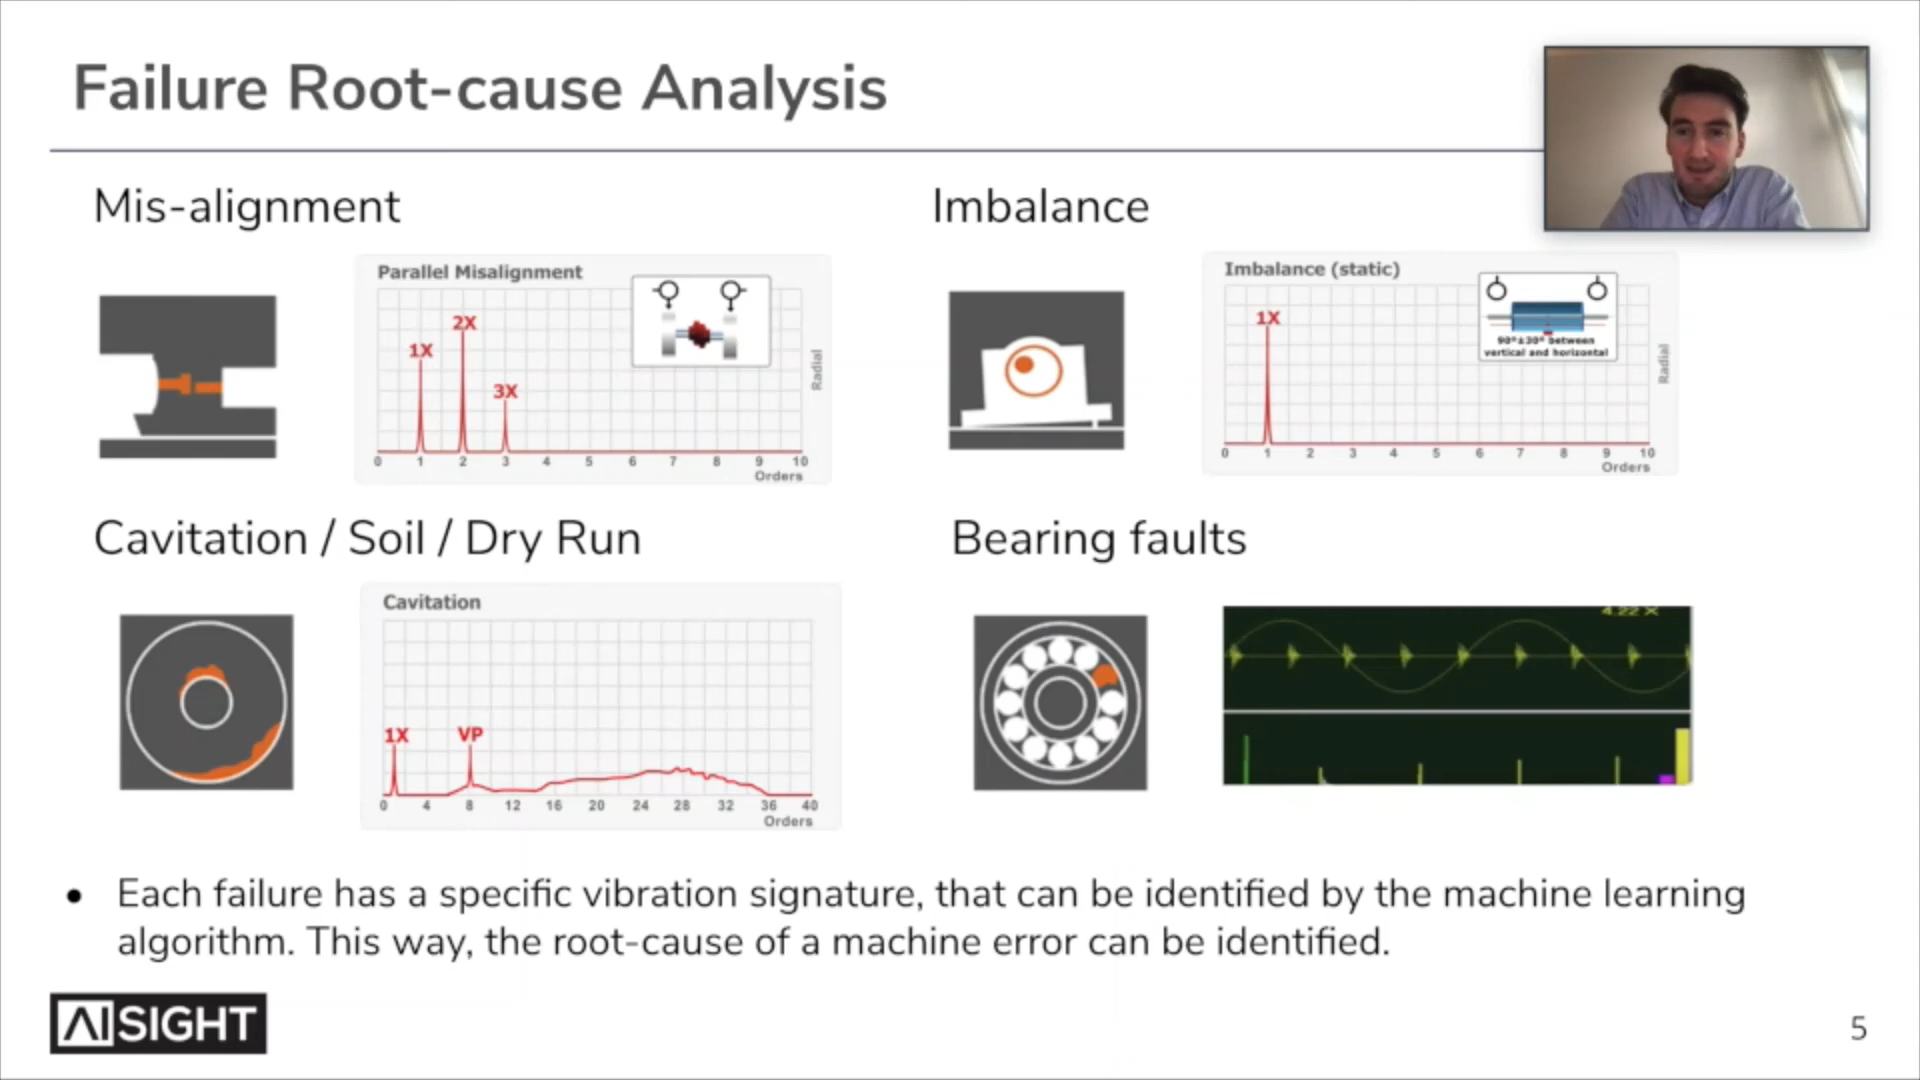 Failure Root-cause Analysis
Mis-alignment
Parallel Misalignment
1X
2X
3X
Radial
0 1 2 3 4 5 6 7 8 9 10
Orders
Imbalance
Imbalance (static)
1X
90°±30° between
vertical and horizontal
Radial
0 1 2 3 4 5 6 7 8 9 10
Orders
Cavitation / Soil / Dry Run
Cavitation
1X
VP
0 4 8 12 16 20 24 28 32 36 40
Orders
Bearing faults
4.22 X
• Each failure has a specific vibration signature, that can be identified by the machine learning
algorithm. This way, the root-cause of a machine error can be identified.
AISIGHT
5